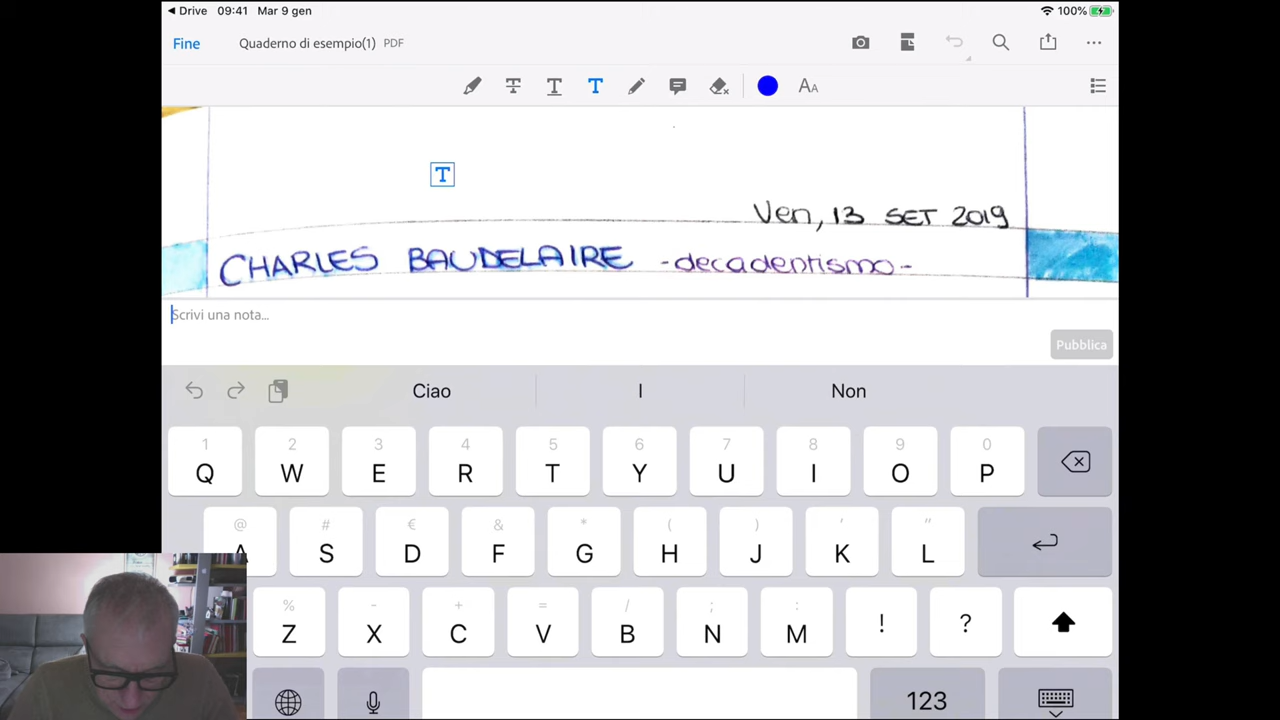 Drive 09:41 Mar 9 gen 100%
Fine Quaderno di esempio(1) PDF
T T T AA
T
Ven, 13 SET 2019
CHARLES BAUDELAIRE -decadentismo-
Scrivi una nota...
Pubblica
Ciao I Non
1 2 3 4 5 6 7 8 9 0
Q W E R T Y U I O P
@ # € & * ( ) ' "
A S D F G H J K L
% - + = / ; :
Z X C V B N M ! ?
123